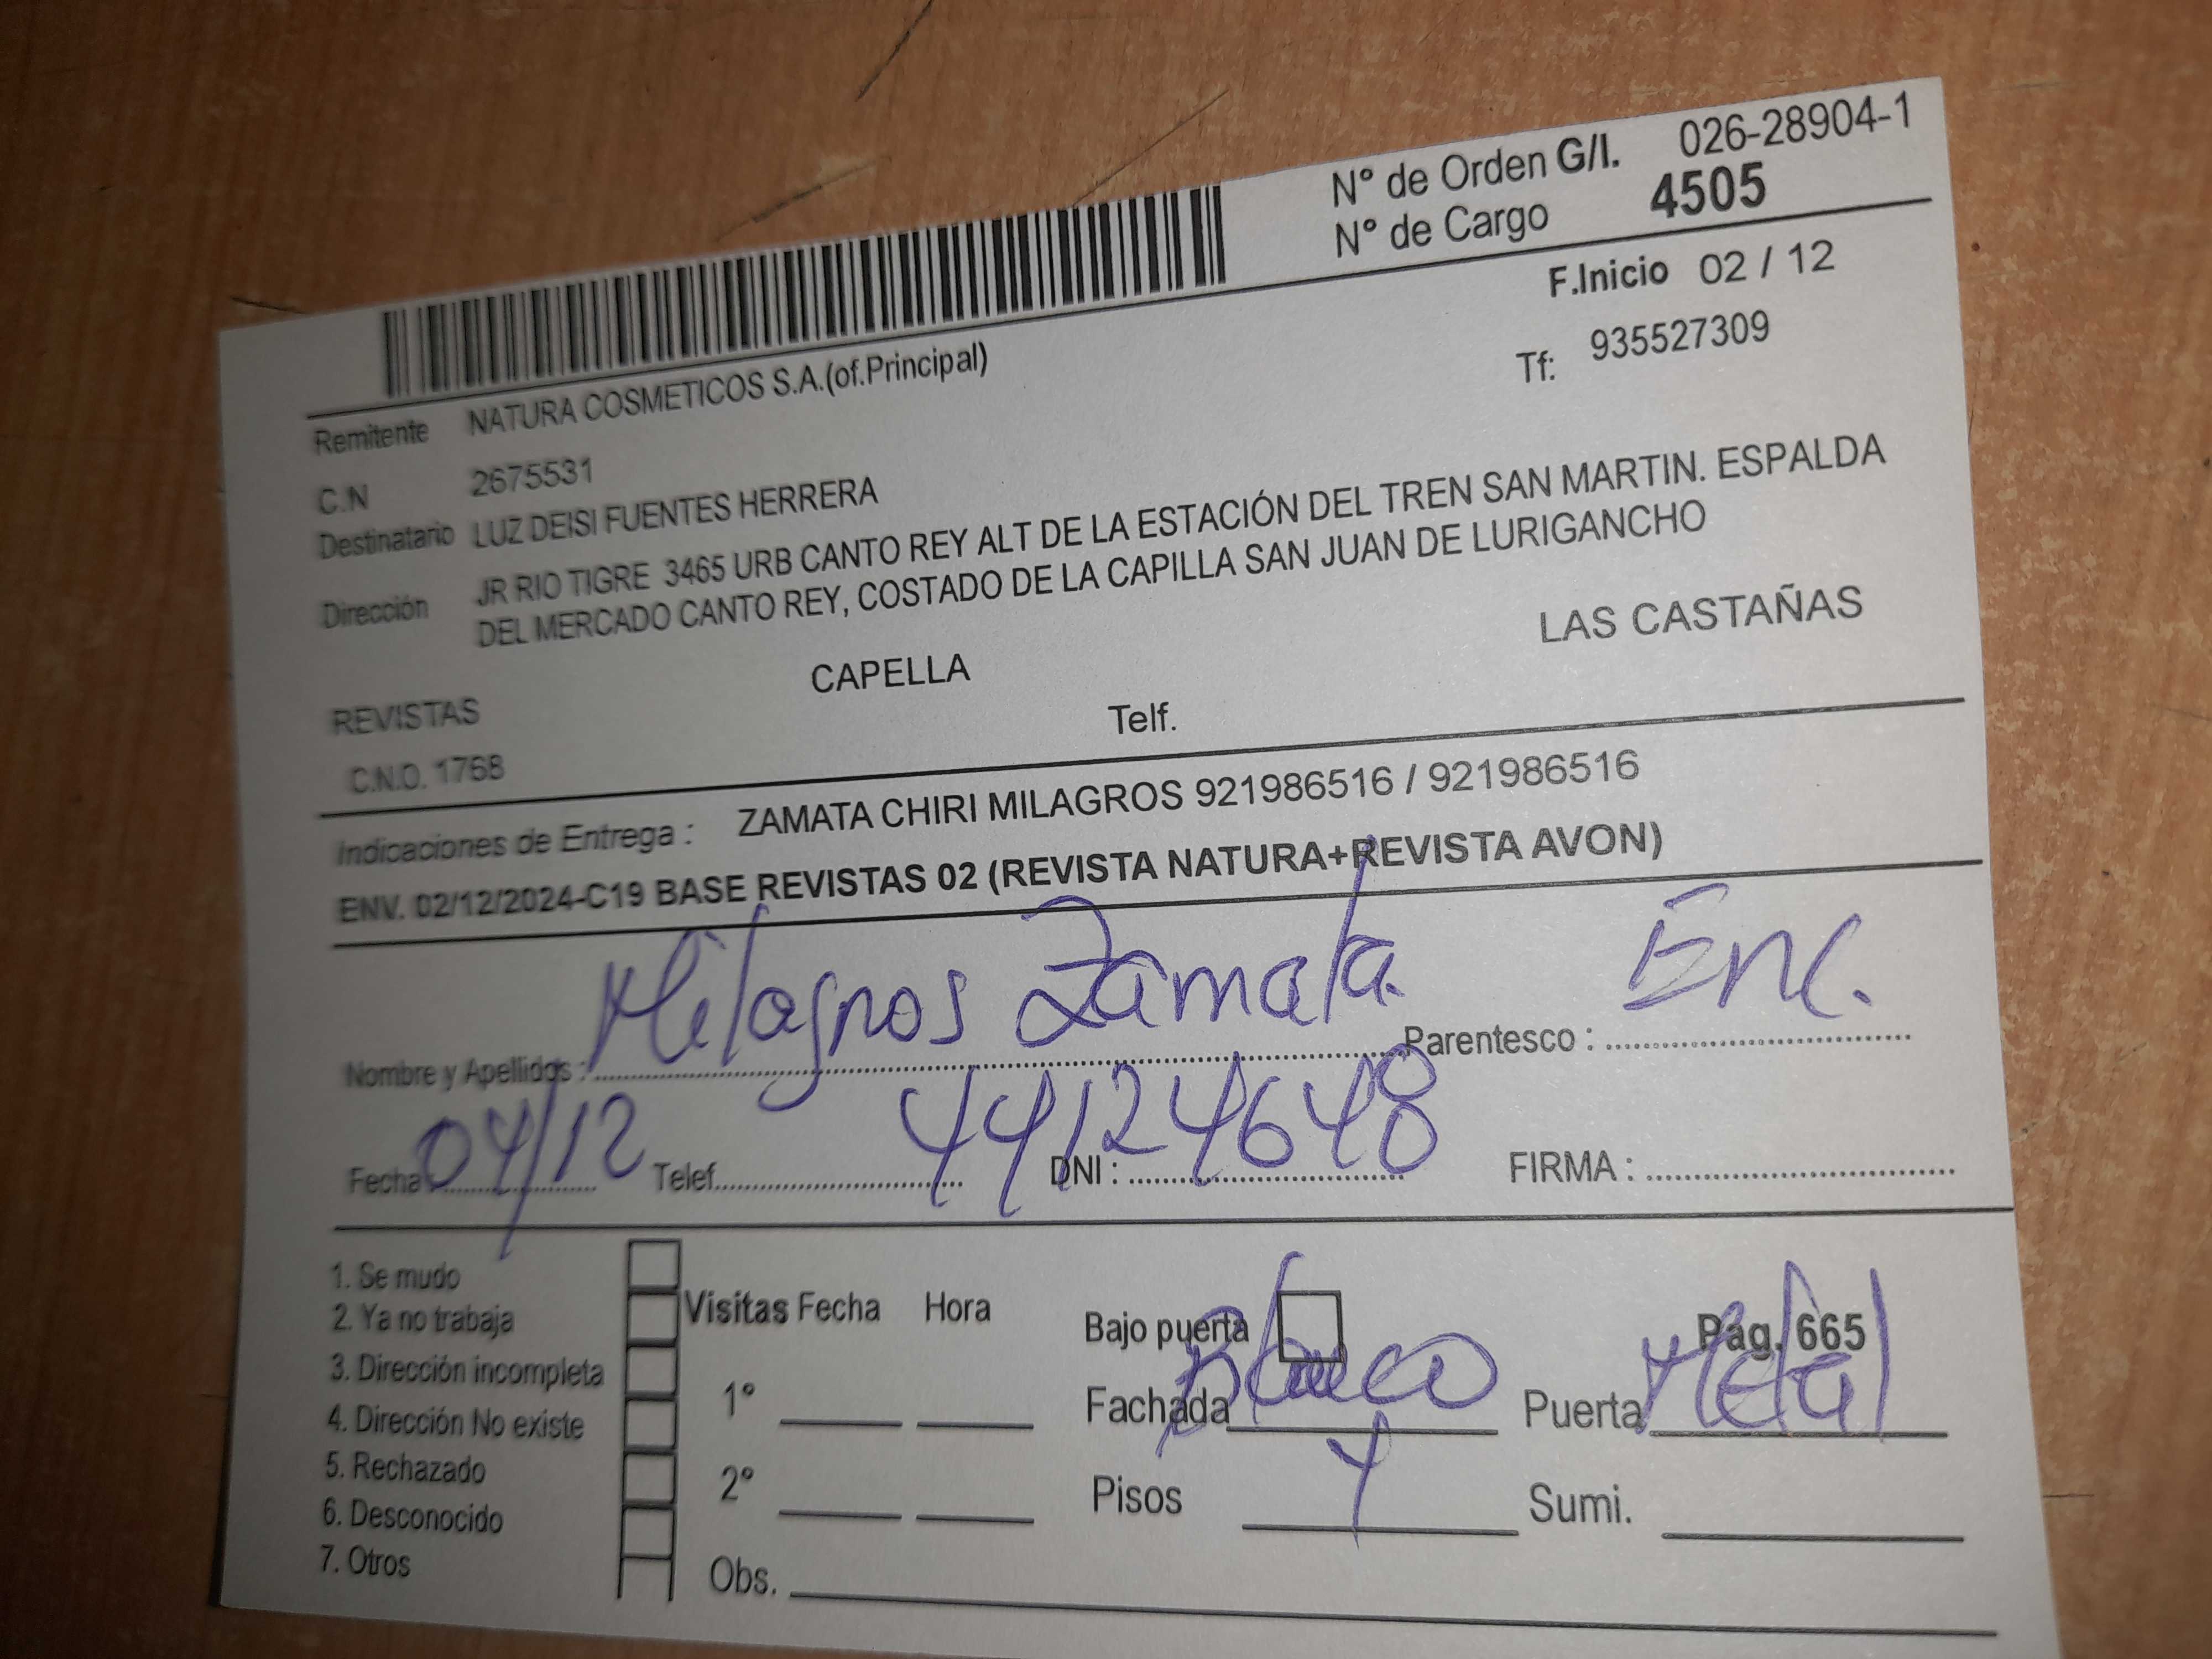 N° de Orden G/I. 026-28904-1
N° de Cargo 4505
F.Inicio 02 / 12
Remitente NATURA COSMETICOS S.A.(of.Principal) Tf: 935527309
C.N 2675531
Destinatario LUZ DEISI FUENTES HERRERA
Dirección JR RIO TIGRE 3465 URB CANTO REY ALT DE LA ESTACIÓN DEL TREN SAN MARTIN. ESPALDA
DEL MERCADO CANTO REY, COSTADO DE LA CAPILLA SAN JUAN DE LURIGANCHO
REVISTAS CAPELLA LAS CASTAÑAS
C.N.O. 1768 Telf.
Indicaciones de Entrega : ZAMATA CHIRI MILAGROS 921986516 / 921986516
ENV. 02/12/2024-C19 BASE REVISTAS 02 (REVISTA NATURA+REVISTA AVON)
Nombre y Apellidos : Milagros Zamata. Parentesco : Enc.
Fecha 04/12 Telef. DNI : 44124648 FIRMA :
1. Se mudo
2. Ya no trabaja
3. Dirección incompleta
4. Dirección No existe
5. Rechazado
6. Desconocido
7. Otros
Visitas Fecha Hora
1°
2°
Obs.
Bajo puerta Pág. 665
Fachada Blanco Puerta Metal
Pisos 4 Sumi.